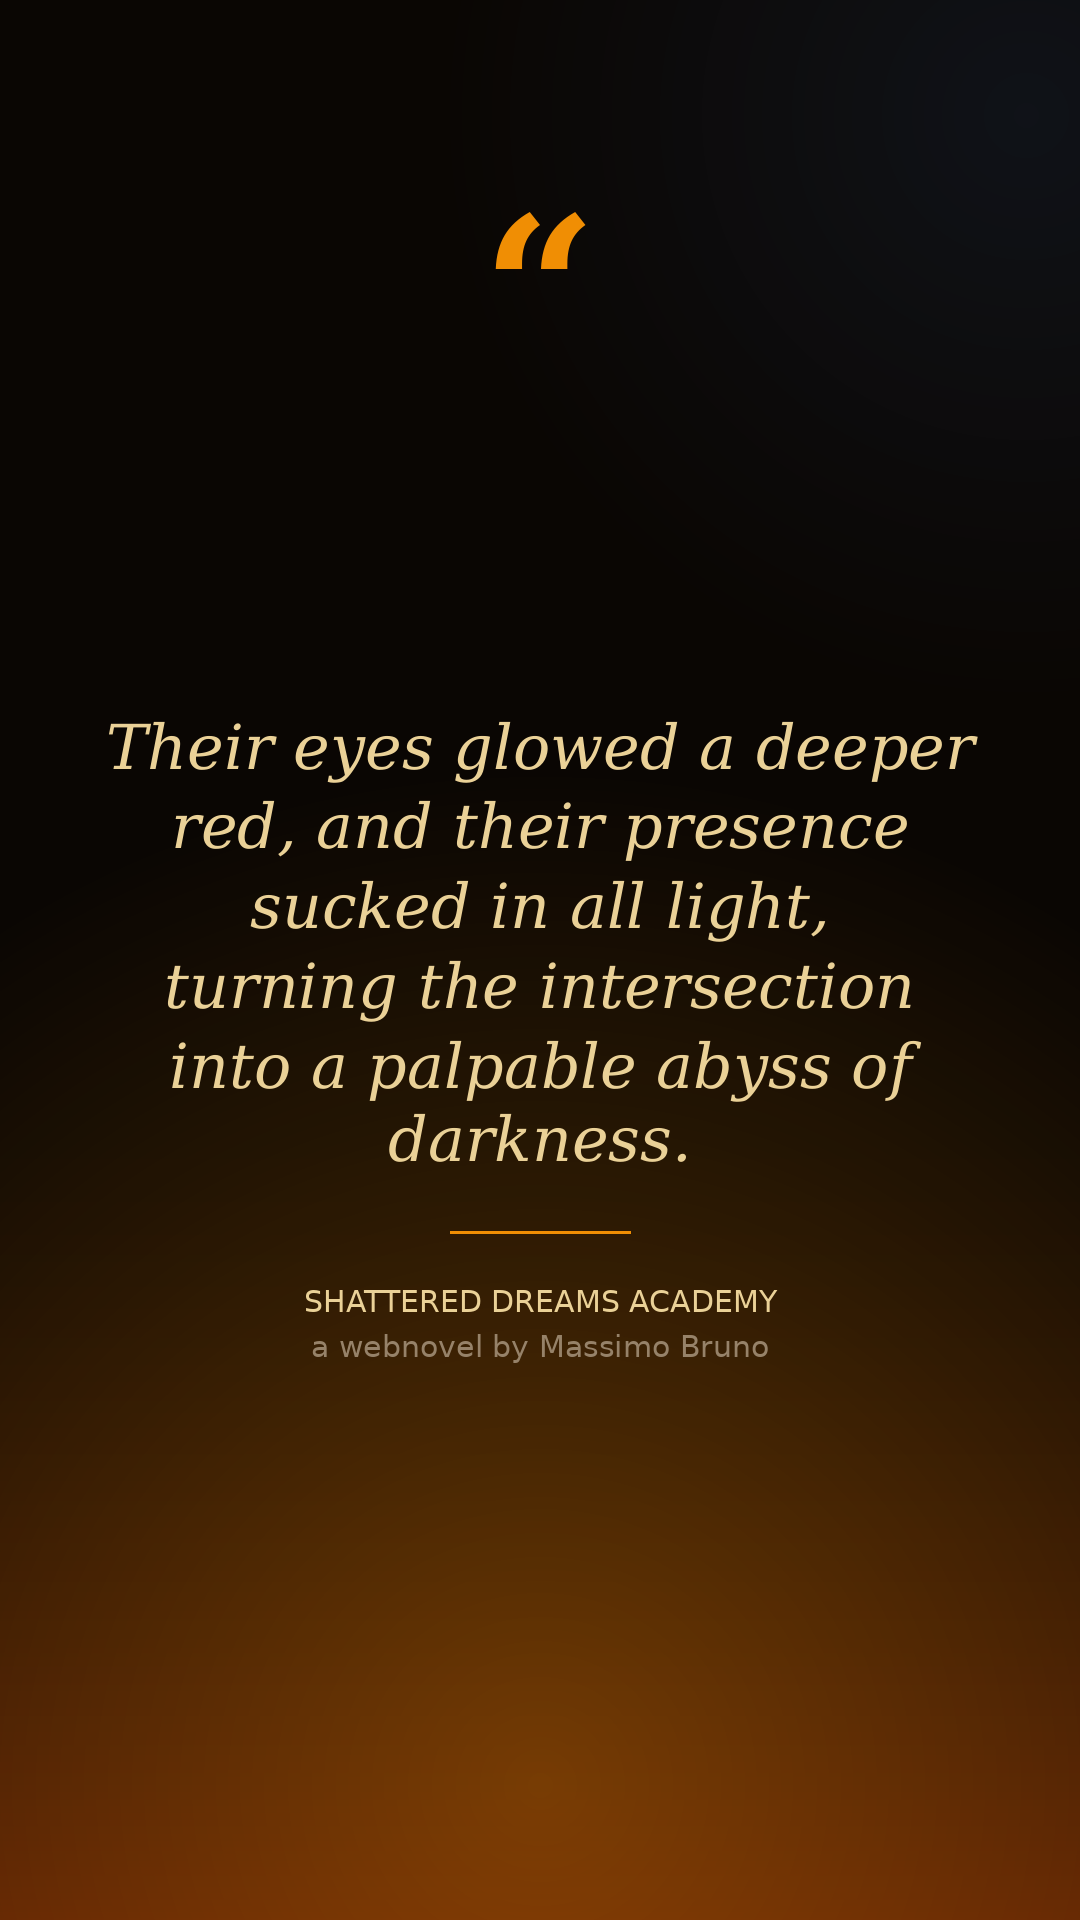 “
Their eyes glowed a deeper
red, and their presence
sucked in all light,
turning the intersection
into a palpable abyss of
darkness.
SHATTERED DREAMS ACADEMY
a webnovel by Massimo Bruno